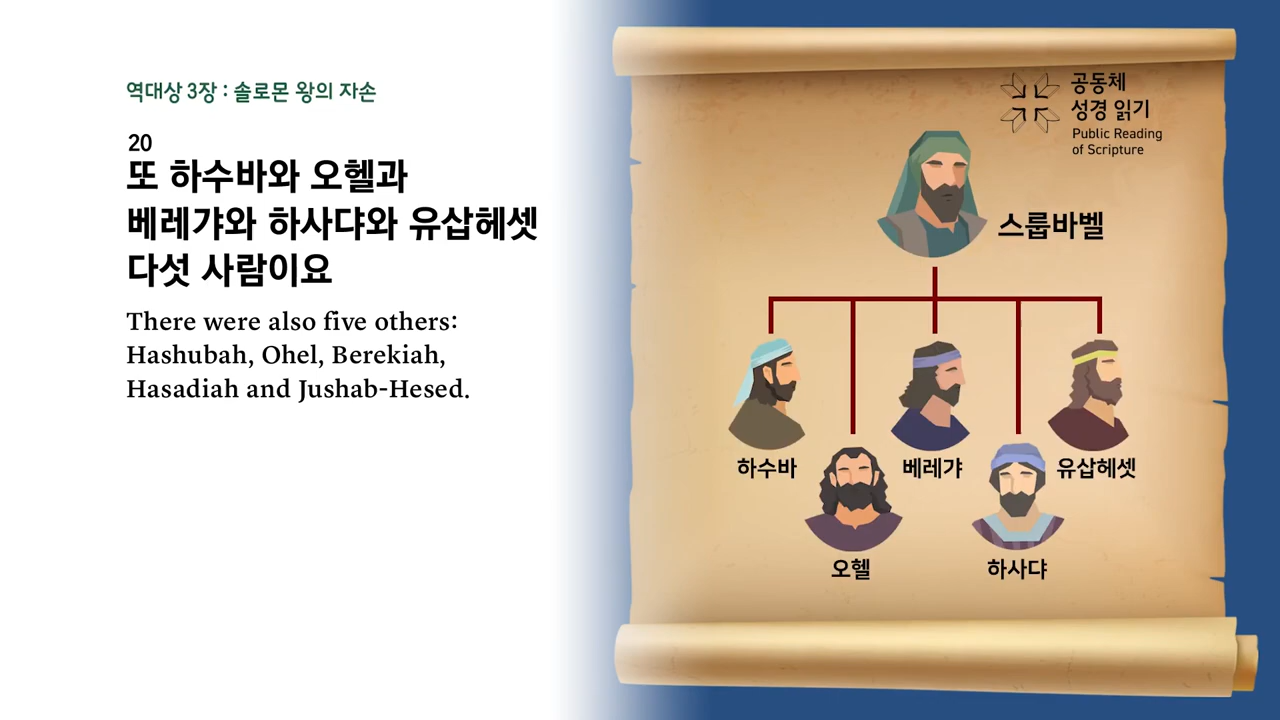 역대상 3장 : 솔로몬 왕의 자손
20
또 하수바와 오헬과
베레갸와 하사댜와 유삽헤셋
다섯 사람이요
There were also five others:
Hashubah, Ohel, Berekiah,
Hasadiah and Jushab-Hesed.
공동체
성경 읽기
Public Reading
of Scripture
스룹바벨
하수바
베레갸
유삽헤셋
오헬
하사댜